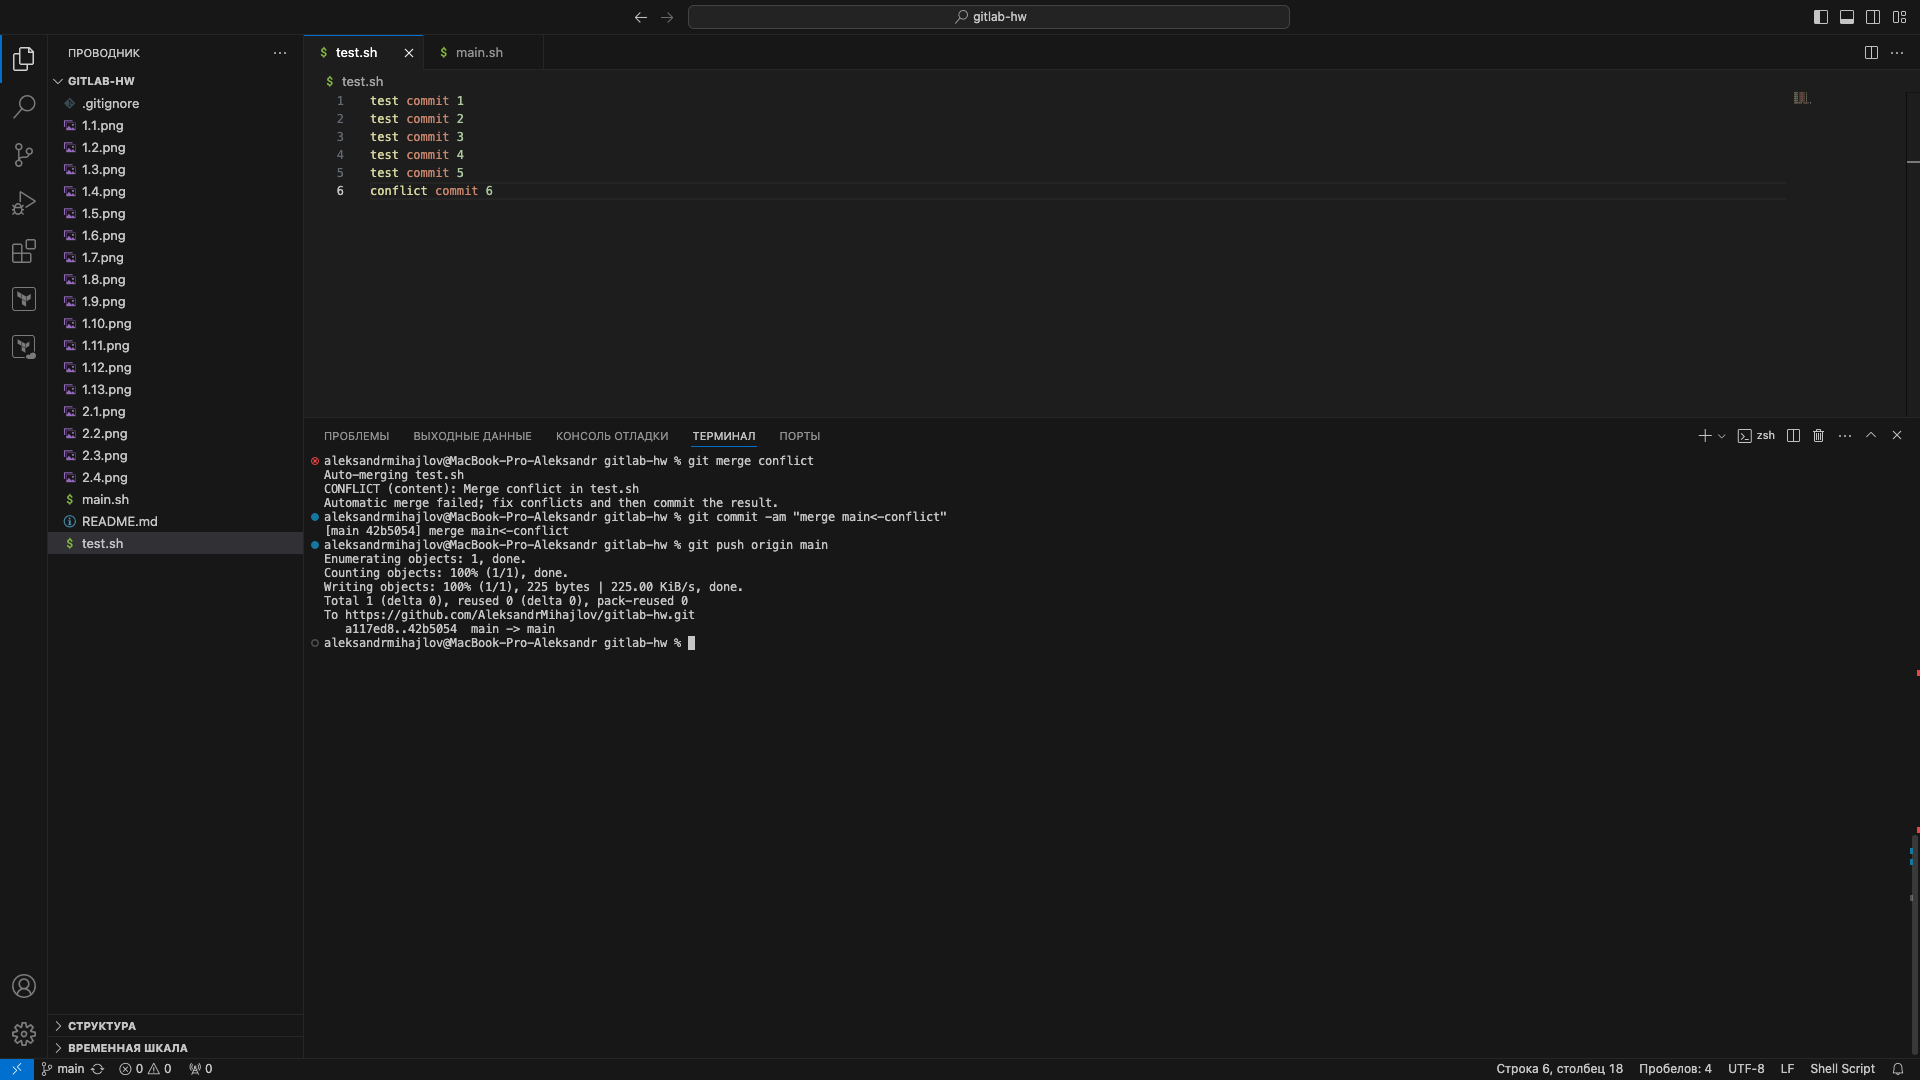 gitlab-hw
ПРОВОДНИК
GITLAB-HW
.gitignore
1.1.png
1.2.png
1.3.png
1.4.png
1.5.png
1.6.png
1.7.png
1.8.png
1.9.png
1.10.png
1.11.png
1.12.png
1.13.png
2.1.png
2.2.png
2.3.png
2.4.png
main.sh
README.md
test.sh
СТРУКТУРА
ВРЕМЕННАЯ ШКАЛА
test.sh main.sh
test.sh
1 test commit 1
2 test commit 2
3 test commit 3
4 test commit 4
5 test commit 5
6 conflict commit 6
ПРОБЛЕМЫ ВЫХОДНЫЕ ДАННЫЕ КОНСОЛЬ ОТЛАДКИ ТЕРМИНАЛ ПОРТЫ zsh
aleksandrmihajlov@MacBook-Pro-Aleksandr gitlab-hw % git merge conflict
Auto-merging test.sh
CONFLICT (content): Merge conflict in test.sh
Automatic merge failed; fix conflicts and then commit the result.
aleksandrmihajlov@MacBook-Pro-Aleksandr gitlab-hw % git commit -am "merge main<-conflict"
[main 42b5054] merge main<-conflict
aleksandrmihajlov@MacBook-Pro-Aleksandr gitlab-hw % git push origin main
Enumerating objects: 1, done.
Counting objects: 100% (1/1), done.
Writing objects: 100% (1/1), 225 bytes | 225.00 KiB/s, done.
Total 1 (delta 0), reused 0 (delta 0), pack-reused 0
To https://github.com/AleksandrMihajlov/gitlab-hw.git
a117ed8..42b5054 main -> main
aleksandrmihajlov@MacBook-Pro-Aleksandr gitlab-hw %
main 0 0 0 Строка 6, столбец 18 Пробелов: 4 UTF-8 LF Shell Script